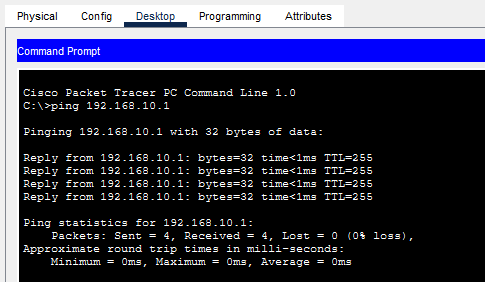 Physical Config Desktop Programming Attributes
Command Prompt
Cisco Packet Tracer PC Command Line 1.0
C:\>ping 192.168.10.1
Pinging 192.168.10.1 with 32 bytes of data:
Reply from 192.168.10.1: bytes=32 time<1ms TTL=255
Reply from 192.168.10.1: bytes=32 time<1ms TTL=255
Reply from 192.168.10.1: bytes=32 time<1ms TTL=255
Reply from 192.168.10.1: bytes=32 time<1ms TTL=255
Ping statistics for 192.168.10.1:
Packets: Sent = 4, Received = 4, Lost = 0 (0% loss),
Approximate round trip times in milli-seconds:
Minimum = 0ms, Maximum = 0ms, Average = 0ms